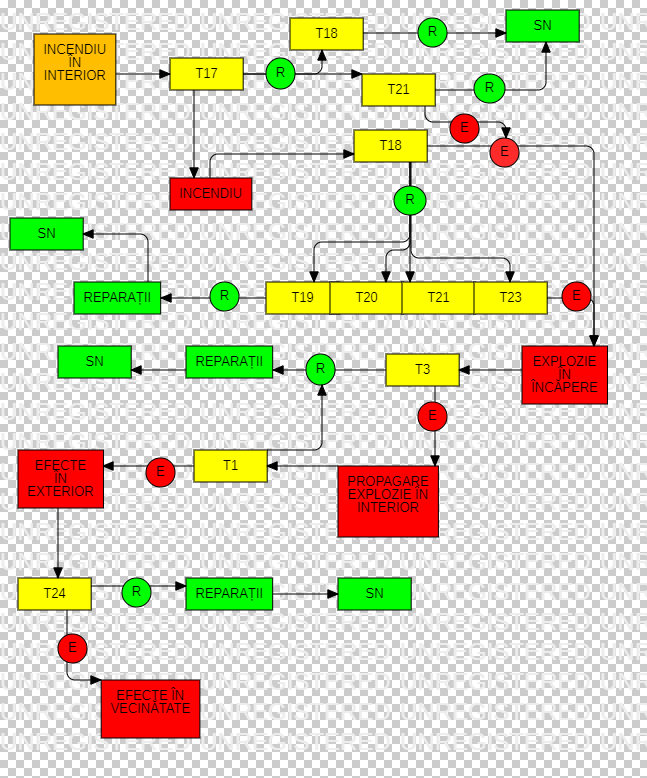 T18
R
SN
INCENDIU
ÎN
INTERIOR
T17
R
T21
R
E
T18
E
INCENDIU
R
SN
REPARAȚII
R
T19
T20
T21
T23
E
SN
REPARAȚII
R
T3
EXPLOZIE
ÎN
ÎNCĂPERE
E
EFECTE
ÎN
EXTERIOR
E
T1
PROPAGARE
EXPLOZIE ÎN
INTERIOR
T24
R
REPARAȚII
SN
E
EFECTE ÎN
VECINĂTATE